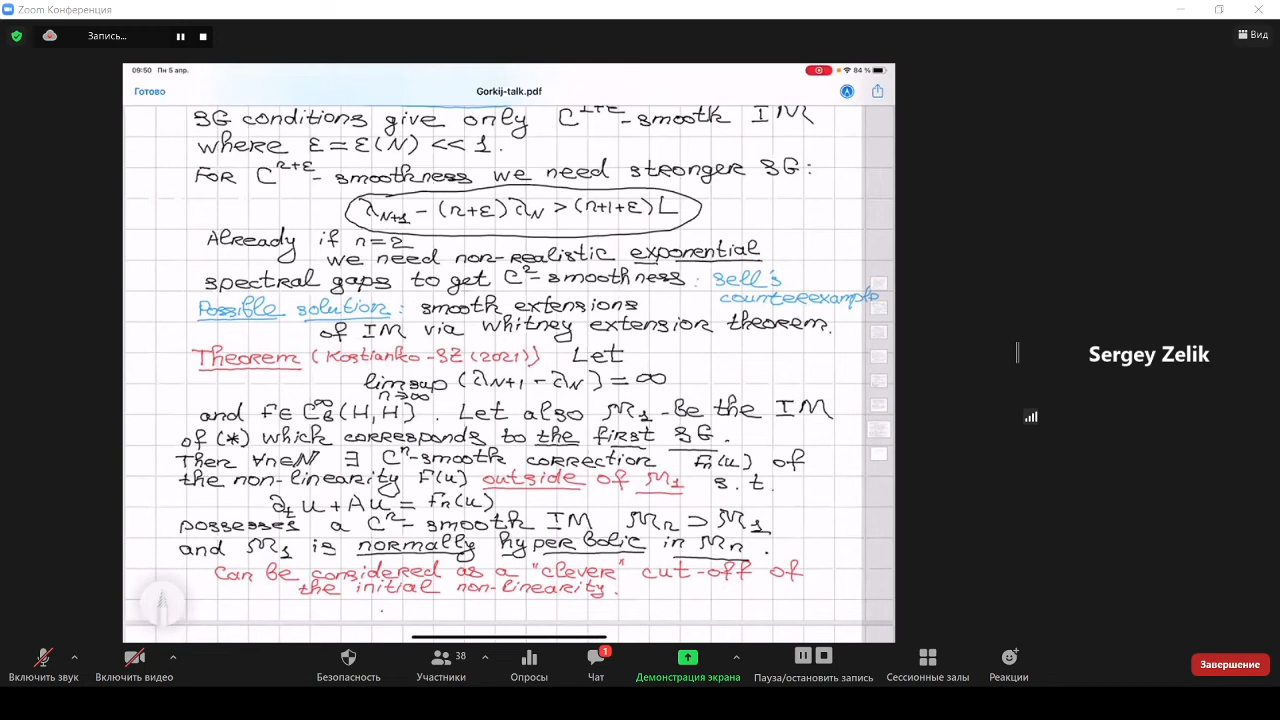 Zoom Конференция
Запись...
Вид
09:50 Пн 5 апр.
84 %
Готово
Gorkij-talk.pdf
SG conditions give only C^{1+ε}-smooth IM
where ε = ε(N) << 1.
For C^{n+ε}-smoothness we need stronger SG:
λ_{N+1} - (n+ε) λ_N > (n+1+ε) L
Already if n=2
we need non-realistic exponential
spectral gaps to get C²-smoothness: Sell's
counterexample
Possible solution: smooth extensions
of IM via Whitney extension theorem.
Theorem (Kostianko-SZ (2021)) Let
limsup_{n→∞} (λ_{N+1} - λ_N) = ∞
and F∈C_B^∞(H,H). Let also M_1 - Be the IM
of (*) which corresponds to the first SG.
Then ∀n∈N ∃ C^n-smooth correction F_n(u) of
the non-linearity F(u) outside of M_1 s.t.
∂_t u + Au = F_n(u)
possesses a C^n-smooth IM M_n ⊃ M_1
and M_1 is normally hyperbolic in M_n.
Can be considered as a "clever" cut-off of
the initial non-linearity.
Sergey Zelik
Включить звук
Включить видео
Безопасность
38
Участники
Опросы
1
Чат
Демонстрация экрана
Пауза/остановить запись
Сессионные залы
Реакции
Завершение